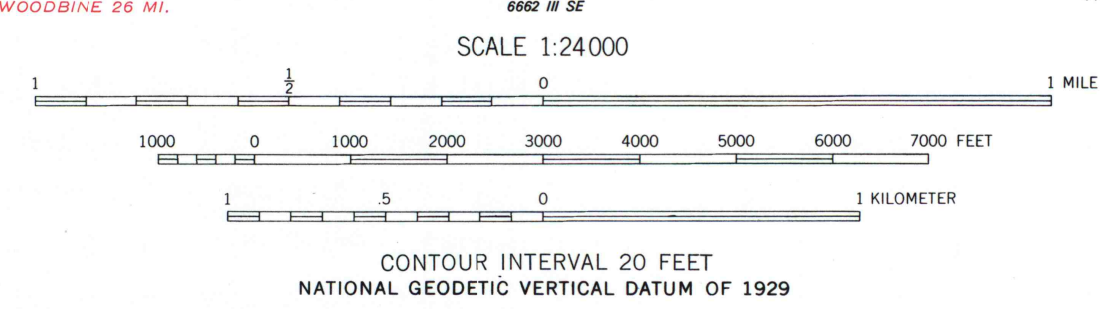 WOODBINE 26 MI.
6662 III SE
SCALE 1:24000
1 1/2 0 1 MILE
1000 0 1000 2000 3000 4000 5000 6000 7000 FEET
1 .5 0 1 KILOMETER
CONTOUR INTERVAL 20 FEET
NATIONAL GEODETIC VERTICAL DATUM OF 1929